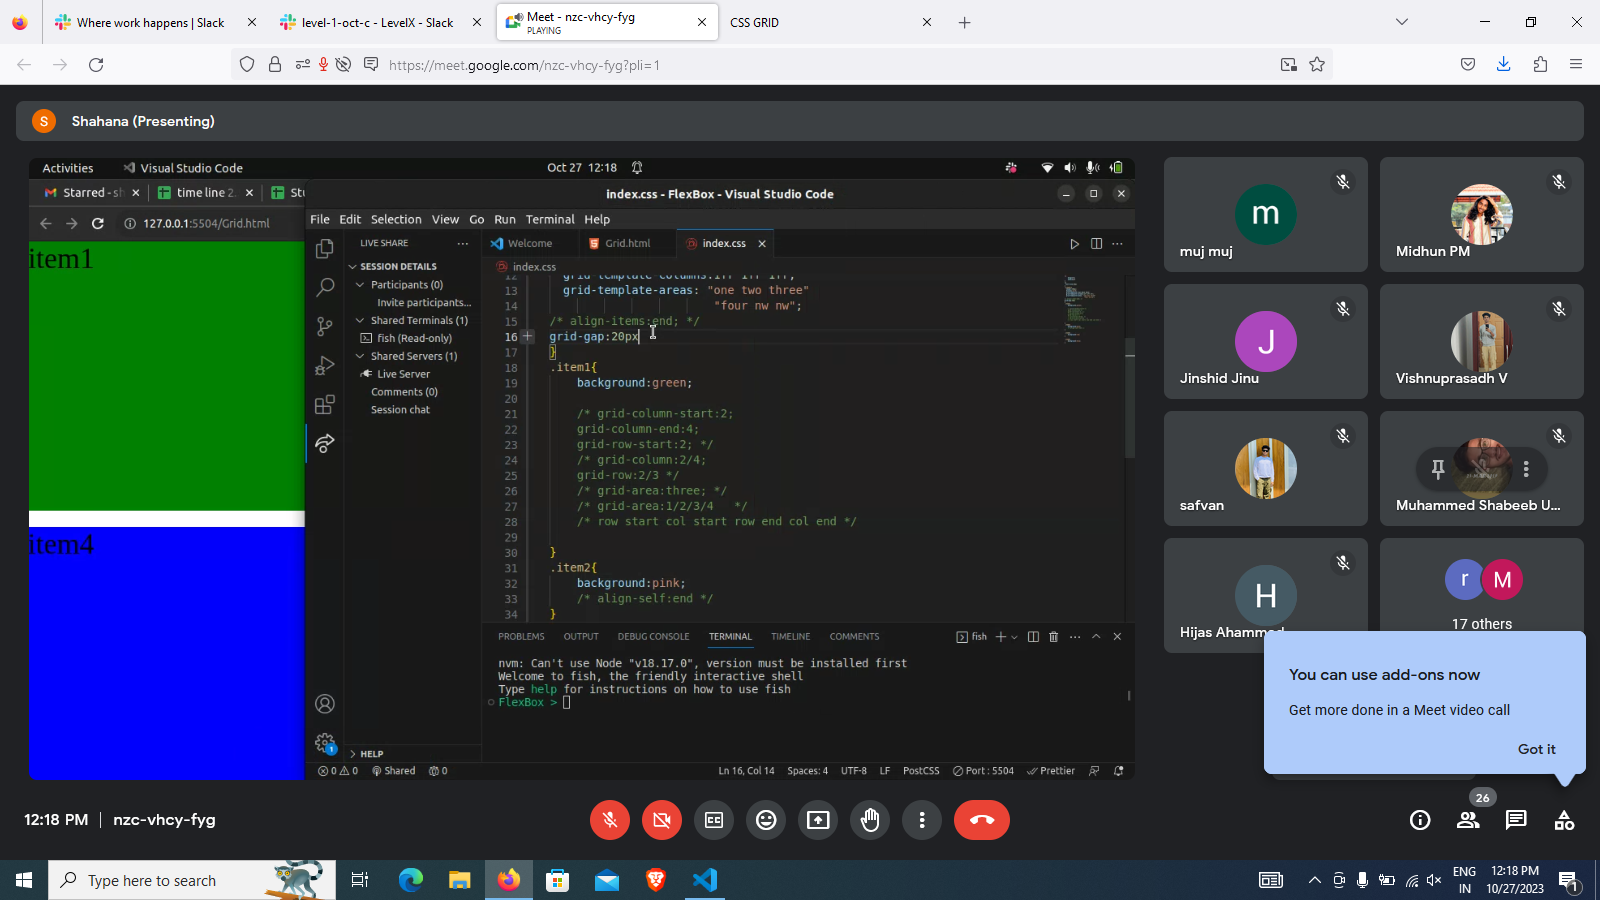 Where work happens | Slack
level-1-oct-c - LevelX - Slack
Meet - nzc-vhcy-fyg
PLAYING
CSS GRID
https://meet.google.com/nzc-vhcy-fyg?pli=1
S
Shahana (Presenting)
Activities
Visual Studio Code
Oct 27 12:18
Starred - sh
time line 2.
Stu
index.css - FlexBox - Visual Studio Code
127.0.0.1:5504/Grid.html
File Edit Selection View Go Run Terminal Help
LIVE SHARE
Welcome
Grid.html
index.css
item1
item4
SESSION DETAILS
Participants (0)
Invite participants...
Shared Terminals (1)
fish (Read-only)
Shared Servers (1)
Live Server
Comments (0)
Session chat
HELP
index.css
12 grid-template-columns:1fr 1fr 1fr;
13 grid-template-areas: "one two three"
14 "four nw nw";
15 /* align-items:end; */
16 grid-gap:20px
17 }
18 .item1{
19 background:green;
20
21 /* grid-column-start:2;
22 grid-column-end:4;
23 grid-row-start:2; */
24 /* grid-column:2/4;
25 grid-row:2/3 */
26 /* grid-area:three; */
27 /* grid-area:1/2/3/4 */
28 /* row start col start row end col end */
29
30 }
31 .item2{
32 background:pink;
33 /* align-self:end */
34 }
PROBLEMS OUTPUT DEBUG CONSOLE TERMINAL TIMELINE COMMENTS
fish
nvm: Can't use Node "v18.17.0", version must be installed first
Welcome to fish, the friendly interactive shell
Type help for instructions on how to use fish
FlexBox >
1
0 0
Shared
0
Ln 16, Col 14
Spaces: 4
UTF-8
LF
PostCSS
Port : 5504
Prettier
m
muj muj
Midhun PM
J
Jinshid Jinu
Vishnuprasadh V
safvan
Muhammed Shabeeb U...
H
Hijas Ahammed
r
M
17 others
You can use add-ons now
Get more done in a Meet video call
Got it
12:18 PM | nzc-vhcy-fyg
26
Type here to search
ENG
IN
12:18 PM
10/27/2023
1